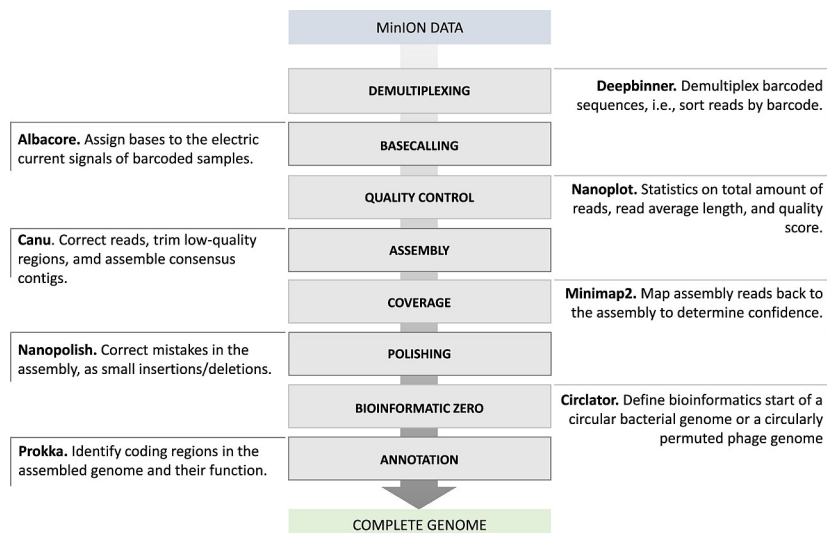 MinION DATA
DEMULTIPLEXING
Deepbinner. Demultiplex barcoded
sequences, i.e., sort reads by barcode.
Albacore. Assign bases to the electric
current signals of barcoded samples.
BASECALLING
QUALITY CONTROL
Nanoplot. Statistics on total amount of
reads, read average length, and quality
score.
Canu. Correct reads, trim low-quality
regions, amd assemble consensus
contigs.
ASSEMBLY
COVERAGE
Minimap2. Map assembly reads back to
the assembly to determine confidence.
Nanopolish. Correct mistakes in the
assembly, as small insertions/deletions.
POLISHING
BIOINFORMATIC ZERO
Circlator. Define bioinformatics start of a
circular bacterial genome or a circularly
permuted phage genome
Prokka. Identify coding regions in the
assembled genome and their function.
ANNOTATION
COMPLETE GENOME